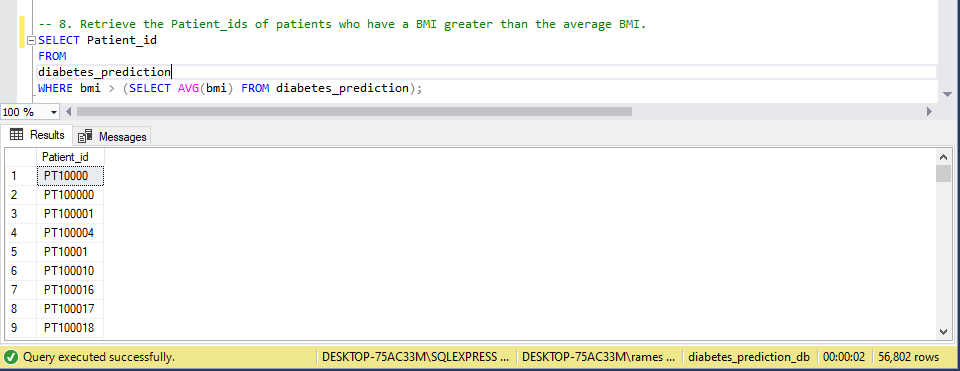 -- 8. Retrieve the Patient_ids of patients who have a BMI greater than the average BMI.
SELECT Patient_id
FROM
diabetes_prediction
WHERE bmi > (SELECT AVG(bmi) FROM diabetes_prediction);
100 %
Results Messages
Patient_id
1 PT10000
2 PT100000
3 PT100001
4 PT100004
5 PT10001
6 PT100010
7 PT100016
8 PT100017
9 PT100018
Query executed successfully. DESKTOP-75AC33M\SQLEXPRESS ... DESKTOP-75AC33M\rames ... diabetes_prediction_db 00:00:02 56,802 rows